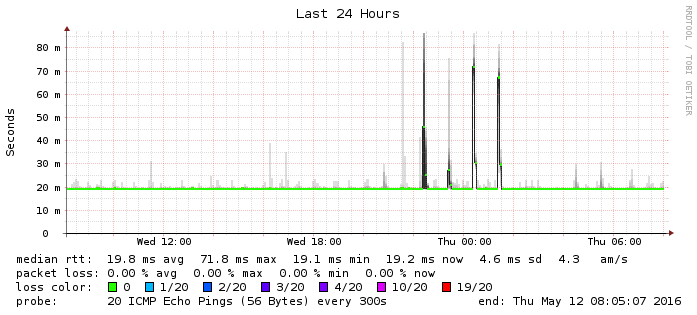 Last 24 Hours
RRDTOOL / TOBI OETIKER
Seconds
80 m
70 m
60 m
50 m
40 m
30 m
20 m
10 m
0
Wed 12:00 Wed 18:00 Thu 00:00 Thu 06:00
median rtt: 19.8 ms avg 71.8 ms max 19.1 ms min 19.2 ms now 4.6 ms sd 4.3 am/s
packet loss: 0.00 % avg 0.00 % max 0.00 % min 0.00 % now
loss color: 0 1/20 2/20 3/20 4/20 10/20 19/20
probe: 20 ICMP Echo Pings (56 Bytes) every 300s end: Thu May 12 08:05:07 2016